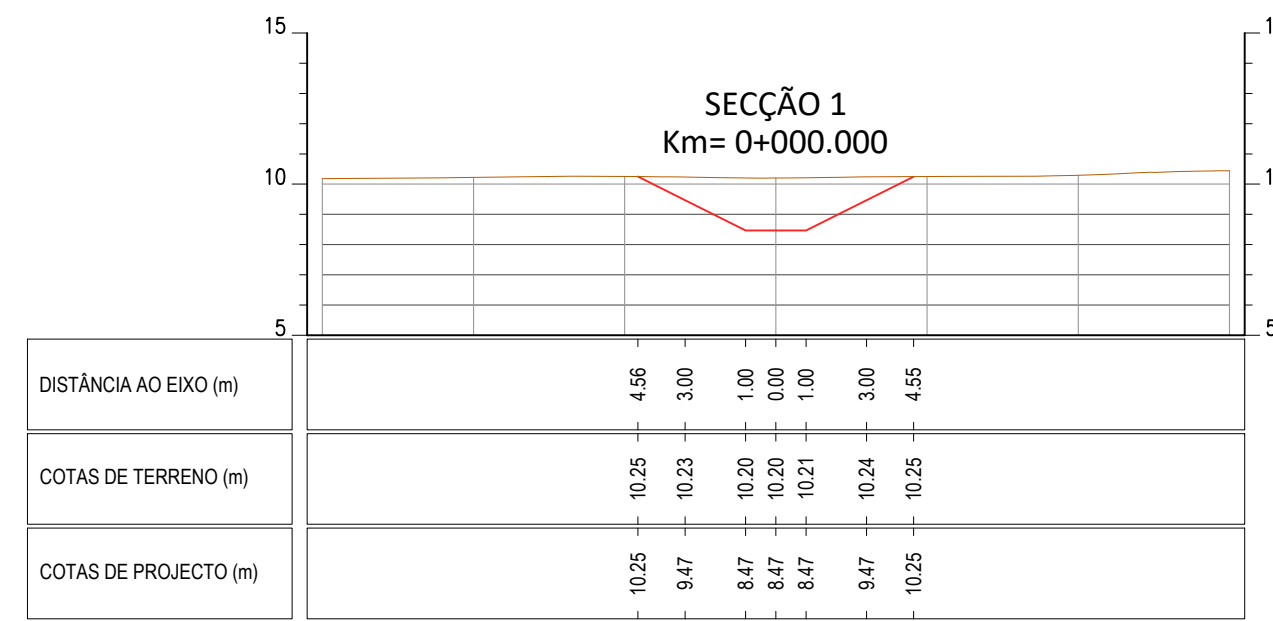 15
1
SECÇÃO 1
Km= 0+000.000
10
1
5
5
DISTÂNCIA AO EIXO (m)
4.56 3.00 1.00 0.00 1.00 3.00 4.55
COTAS DE TERRENO (m)
10.25 10.23 10.20 10.20 10.21 10.24 10.25
COTAS DE PROJECTO (m)
10.25 9.47 8.47 8.47 8.47 9.47 10.25